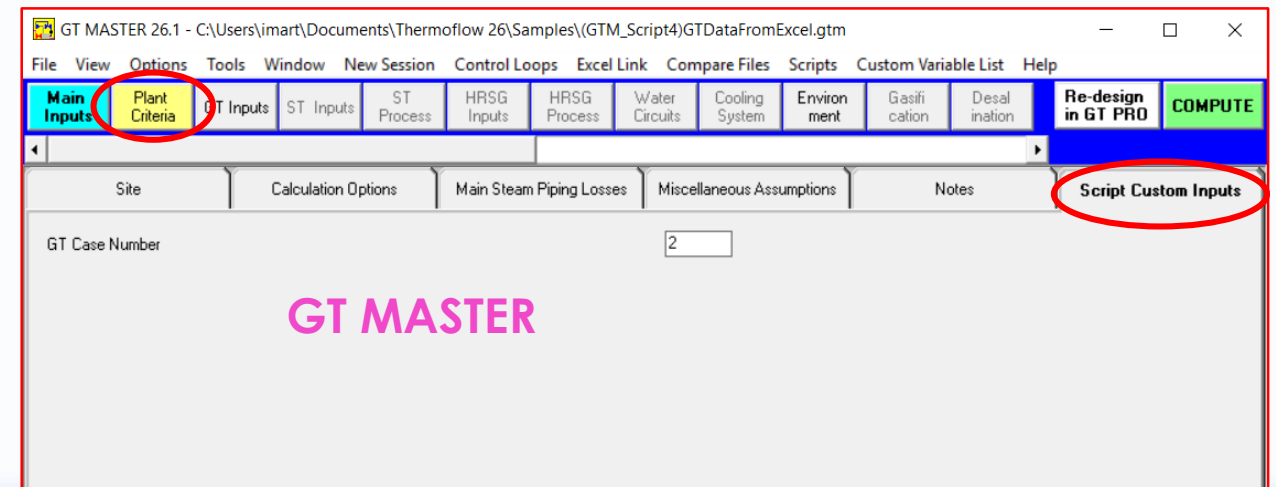 GT MASTER 26.1 - C:\Users\imart\Documents\Thermoflow 26\Samples\(GTM_Script4)GTDataFromExcel.gtm
File View Options Tools Window New Session Control Loops Excel Link Compare Files Scripts Custom Variable List Help
Main Inputs Plant Criteria GT Inputs ST Inputs ST Process HRSG Inputs HRSG Process Water Circuits Cooling System Environ ment Gasifi cation Desal ination Re-design in GT PRO COMPUTE
Site Calculation Options Main Steam Piping Losses Miscellaneous Assumptions Notes Script Custom Inputs
GT Case Number 2
GT MASTER